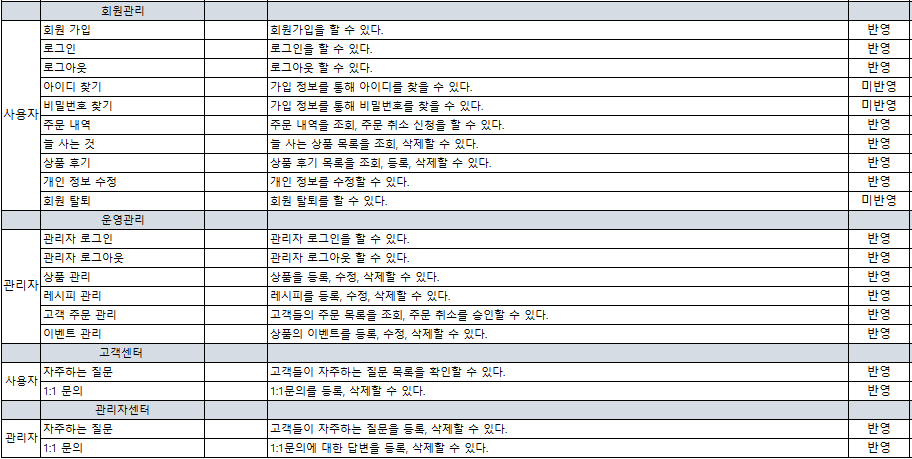 회원관리
사용자
회원 가입 회원가입을 할 수 있다. 반영
로그인 로그인을 할 수 있다. 반영
로그아웃 로그아웃 할 수 있다. 반영
아이디 찾기 가입 정보를 통해 아이디를 찾을 수 있다. 미반영
비밀번호 찾기 가입 정보를 통해 비밀번호를 찾을 수 있다. 미반영
주문 내역 주문 내역을 조회, 주문 취소 신청을 할 수 있다. 반영
늘 사는 것 늘 사는 상품 목록을 조회, 삭제할 수 있다. 반영
상품 후기 상품 후기 목록을 조회, 등록, 삭제할 수 있다. 반영
개인 정보 수정 개인 정보를 수정할 수 있다. 반영
회원 탈퇴 회원 탈퇴를 할 수 있다. 미반영
운영관리
관리자
관리자 로그인 관리자 로그인을 할 수 있다. 반영
관리자 로그아웃 관리자 로그아웃 할 수 있다. 반영
상품 관리 상품을 등록, 수정, 삭제할 수 있다. 반영
레시피 관리 레시피를 등록, 수정, 삭제할 수 있다. 반영
고객 주문 관리 고객들의 주문 목록을 조회, 주문 취소를 승인할 수 있다. 반영
이벤트 관리 상품의 이벤트를 등록, 수정, 삭제할 수 있다. 반영
고객센터
사용자
자주하는 질문 고객들이 자주하는 질문 목록을 확인할 수 있다. 반영
1:1 문의 1:1문의를 등록, 삭제할 수 있다. 반영
관리자센터
관리자
자주하는 질문 고객들이 자주하는 질문을 등록, 삭제할 수 있다. 반영
1:1 문의 1:1문의에 대한 답변을 등록, 삭제할 수 있다. 반영